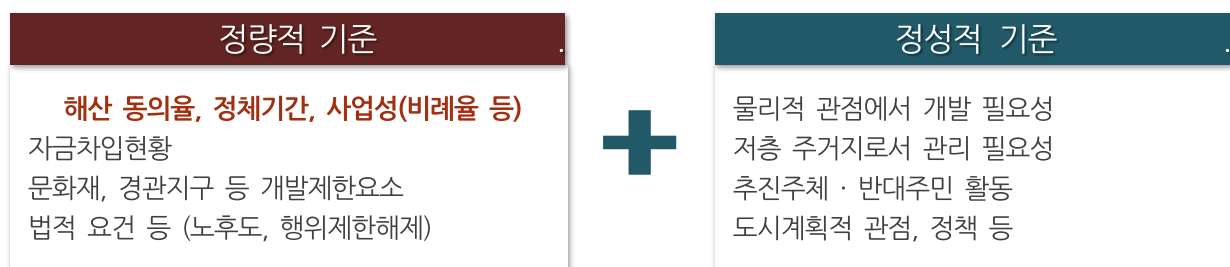 정량적 기준
해산 동의율, 정체기간, 사업성(비례율 등)
자금차입현황
문화재, 경관지구 등 개발제한요소
법적 요건 등 (노후도, 행위제한해제)
정성적 기준
물리적 관점에서 개발 필요성
저층 주거지로서 관리 필요성
추진주체 · 반대주민 활동
도시계획적 관점, 정책 등